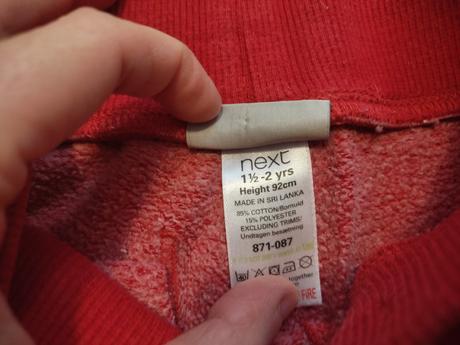 next
1½-2 yrs
Height 92cm
MADE IN SRI LANKA
85% COTTON/Bomuld
15% POLYESTER
EXCLUDING TRIMS/
Undtagen besætning
871-087
together
FIRE